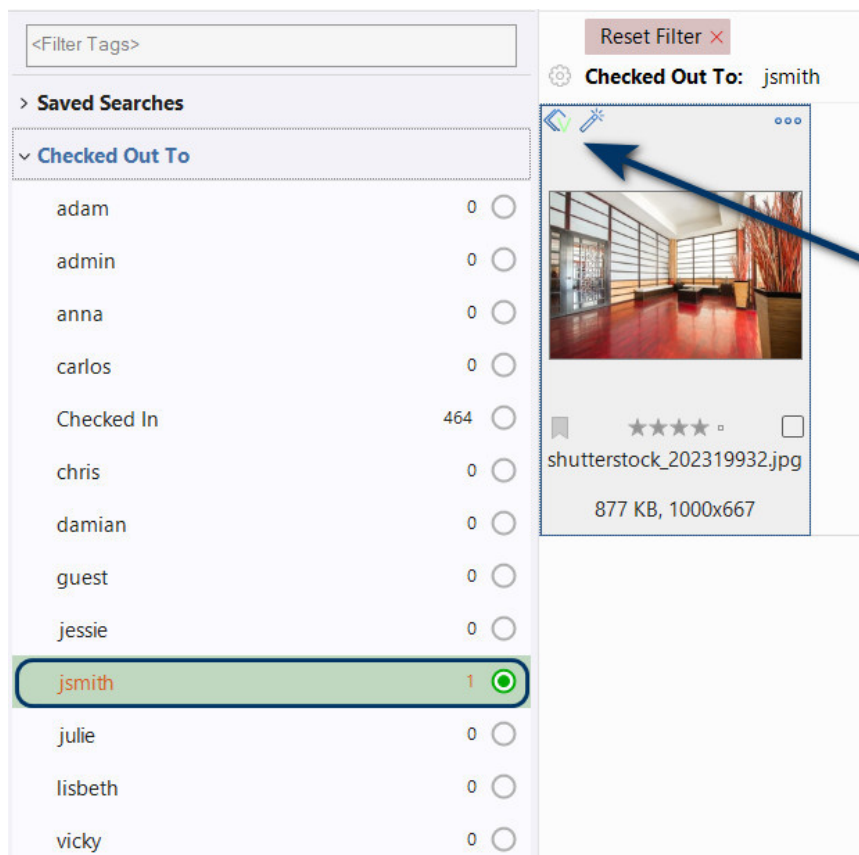 <Filter Tags>
Saved Searches
Checked Out To
adam 0
admin 0
anna 0
carlos 0
Checked In 464
chris 0
damian 0
guest 0
jessie 0
jsmith 1
julie 0
lisbeth 0
vicky 0
Reset Filter ×
Checked Out To: jsmith
shutterstock_202319932.jpg
877 KB, 1000x667